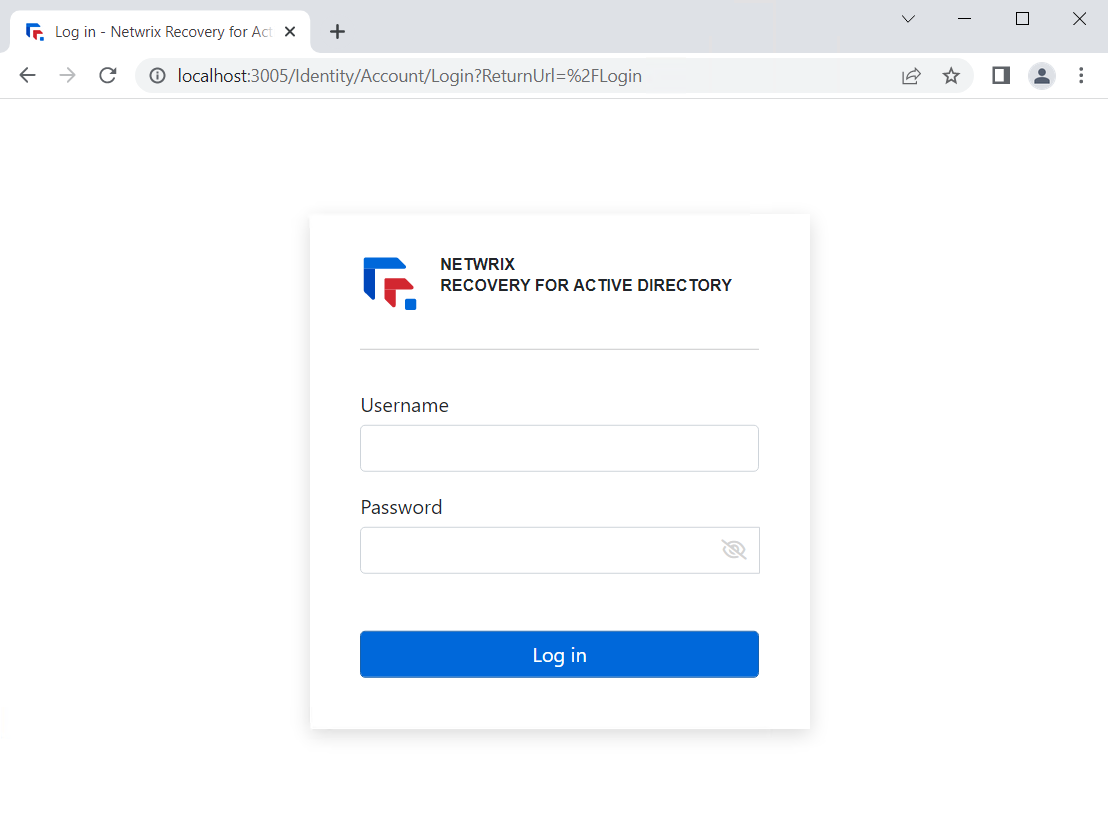 Log in - Netwrix Recovery for Act
localhost:3005/Identity/Account/Login?ReturnUrl=%2FLogin
NETWRIX
RECOVERY FOR ACTIVE DIRECTORY
Username
Password
Log in